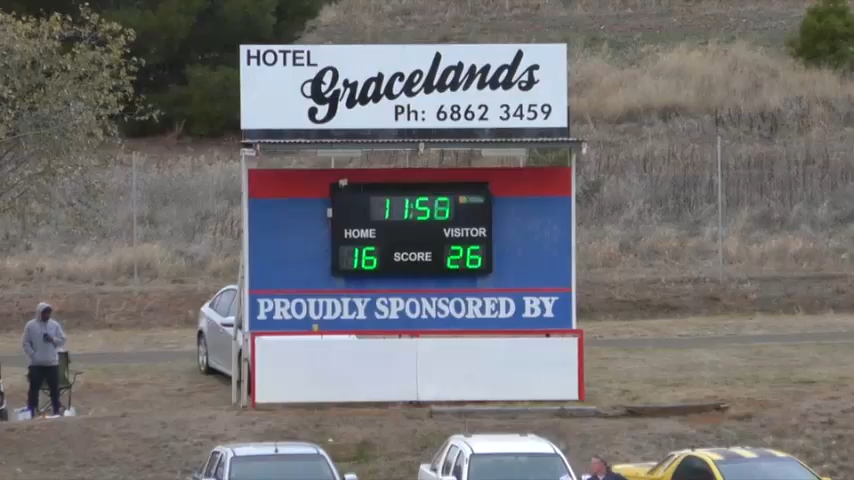 HOTEL
Gracelands
Ph: 6862 3459
11:58
HOME VISITOR
16 SCORE 26
PROUDLY SPONSORED BY